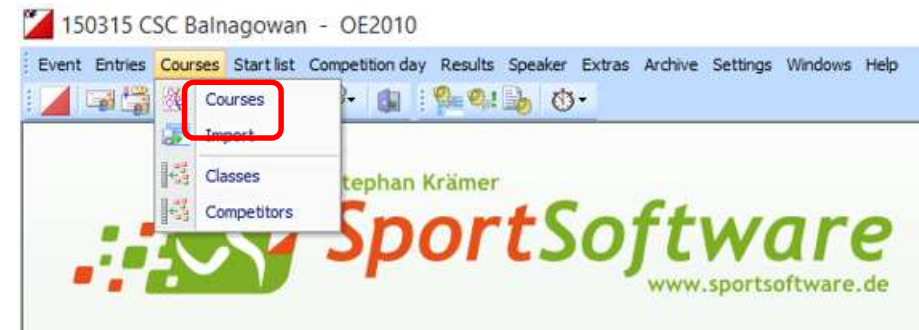 150315 CSC Balnagowan - OE2010
Event Entries Courses Start list Competition day Results Speaker Extras Archive Settings Windows Help
Courses
Import
Classes
Competitors
tephan Krämer
SportSoftware
www.sportsoftware.de